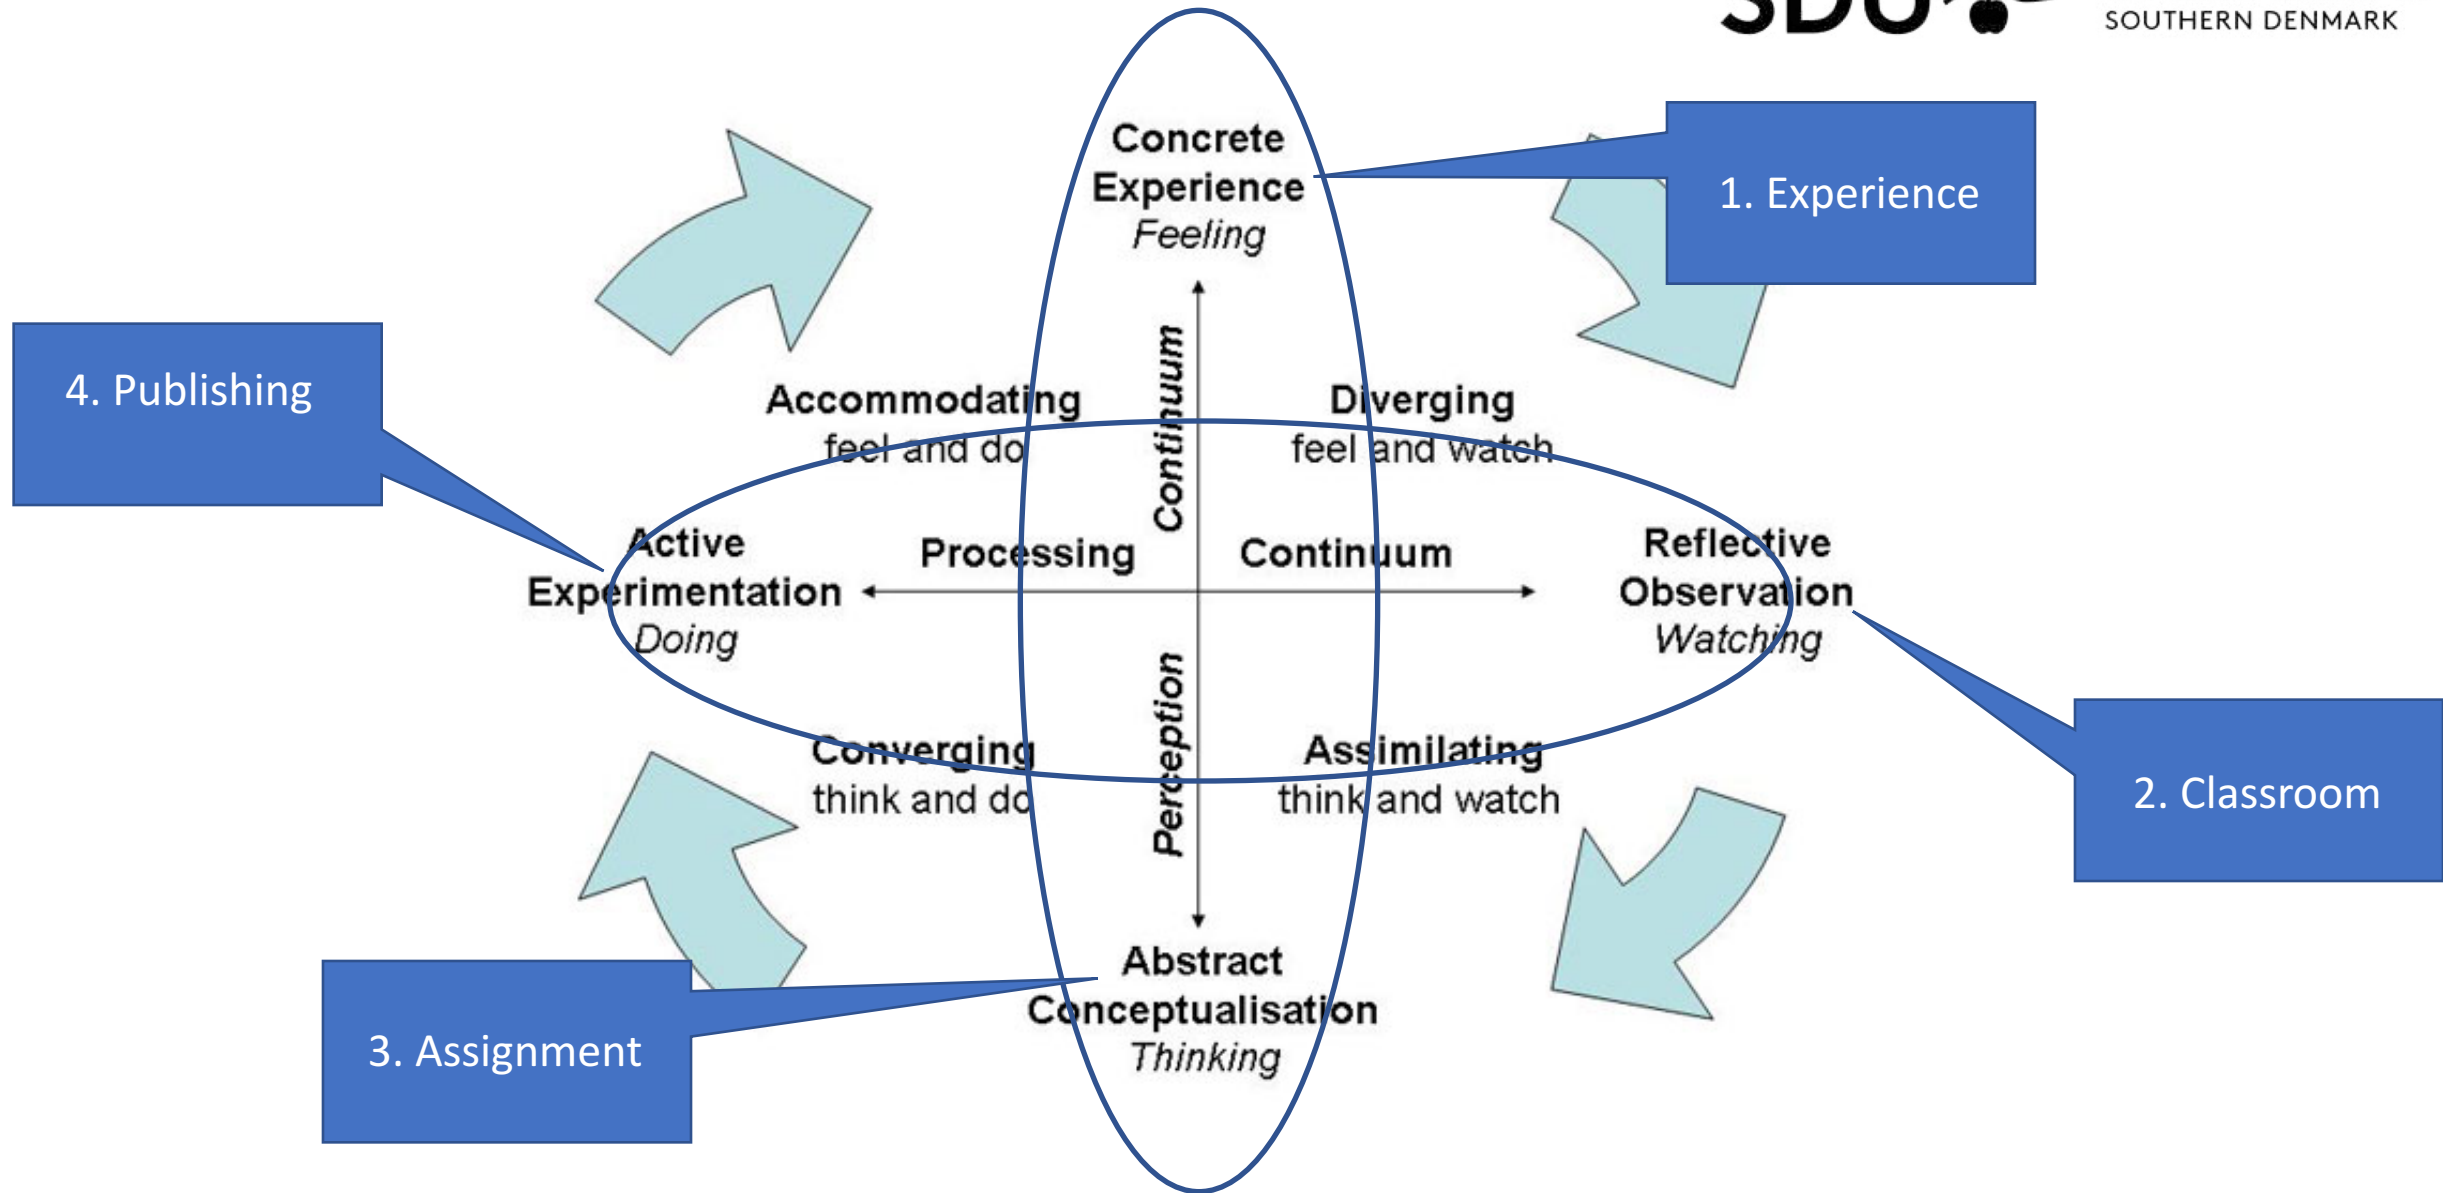 SDU
SOUTHERN DENMARK
Concrete
Experience
Feeling
1. Experience
4. Publishing
Accommodating
feel and do
Continuum
Diverging
feel and watch
Active
Experimentation
Doing
Processing
Continuum
Reflective
Observation
Watching
Perception
Converging
think and do
Assimilating
think and watch
2. Classroom
Abstract
Conceptualisation
Thinking
3. Assignment